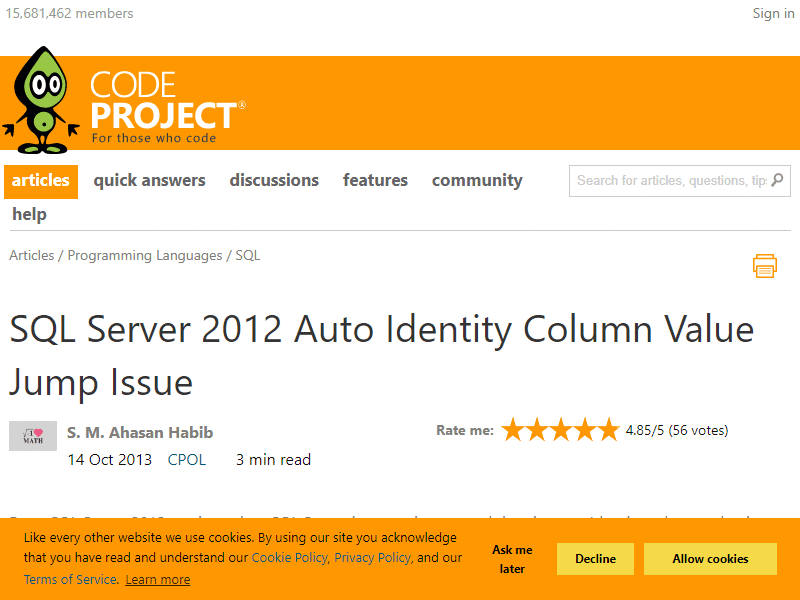 15,681,462 members
Sign in
CODE
PROJECT®
For those who code
articles quick answers discussions features community
Search for articles, questions, tips
help
Articles / Programming Languages / SQL
SQL Server 2012 Auto Identity Column Value
Jump Issue
√1 ♥
MATH
S. M. Ahasan Habib
Rate me: 4.85/5 (56 votes)
14 Oct 2013 CPOL 3 min read
Like every other website we use cookies. By using our site you acknowledge
that you have read and understand our Cookie Policy, Privacy Policy, and our
Terms of Service. Learn more
Ask me
later
Decline
Allow cookies